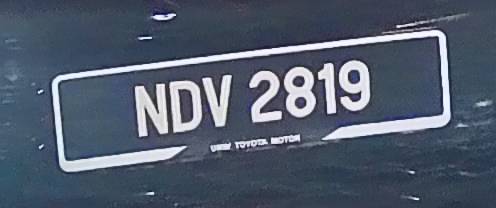 NDV 2819
UMW TOYOTA MOTOR